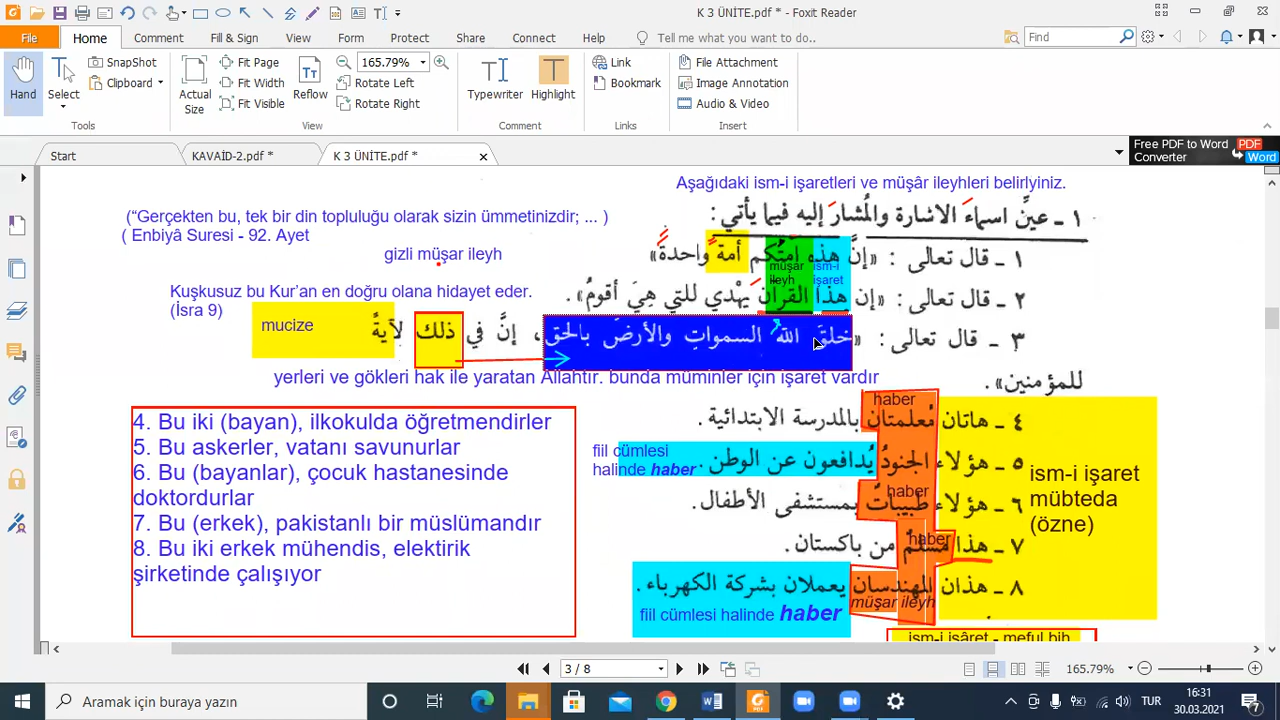 K 3 ÜNİTE.pdf * - Foxit Reader
File Home Comment Fill & Sign View Form Protect Share Connect Help Tell me what you want to do... Find
Hand
Select
SnapShot
Clipboard
Actual Size
Fit Page
Fit Width
Fit Visible
Reflow
165.79%
Rotate Left
Rotate Right
Typewriter
Highlight
Link
Bookmark
File Attachment
Image Annotation
Audio & Video
Tools View Comment Links Insert
Start KAVAİD-2.pdf * K 3 ÜNİTE.pdf *
Free PDF to Word Converter
PDF
Word
Aşağıdaki ism-i işaretleri ve müşâr ileyhleri belirliyiniz.
١ ـ عيِّن اسماءَ الاشارة والمُشارَ إليه فيما يأتي :
(“Gerçekten bu, tek bir din topluluğu olarak sizin ümmetinizdir; ... )
( Enbiyâ Suresi - 92. Ayet
١ ـ قال تعالى : «إنَّ هذه امَّتُكم أمة واحدةً»
gizli müşar ileyh
müşar ileyh
ism-i işaret
Kuşkusuz bu Kur’an en doğru olana hidayet eder.
(İsra 9)
٢ ـ قال تعالى : «إن هذا القرآن يَهْدي للتي هِيَ أقومُ» .
mucize
٣ ـ قال تعالى : «خلقَ اللهُ السمواتِ والأرضَ بالحق ، إنَّ في ذلك لآيةً
للمؤمنين» .
yerleri ve gökleri hak ile yaratan Allahtır. bunda müminler için işaret vardır
haber
٤ ـ هاتان مُعلمتان بالمدرسة الابتدائية .
fiil cümlesi
halinde haber
٥ ـ هؤلاء الجنودُ يُدافعون عن الوطن .
haber
٦ ـ هؤلاء طبيباتٌ بمستشفى الأطفال .
haber
٧ ـ هذا مسلمٌ من باكستان .
٨ ـ هذان المهندسان يعملان بشركة الكهرباء .
müşar ileyh
fiil cümlesi halinde haber
ism-i işaret
mübteda
(özne)
ism-i işâret - meful bih
4. Bu iki (bayan), ilkokulda öğretmendirler
5. Bu askerler, vatanı savunurlar
6. Bu (bayanlar), çocuk hastanesinde
doktordurlar
7. Bu (erkek), pakistanlı bir müslümandır
8. Bu iki erkek mühendis, elektirik
şirketinde çalışıyor
3 / 8
165.79%
Aramak için buraya yazın
TUR
16:31
30.03.2021
7